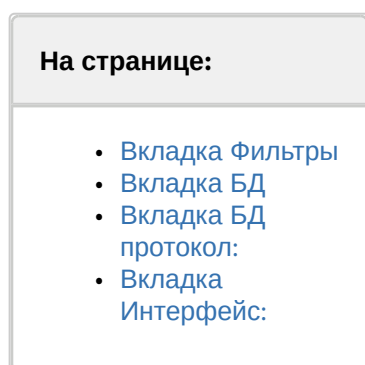 На странице:
Вкладка Фильтры
Вкладка БД
Вкладка БД
протокол:
Вкладка
Интерфейс: